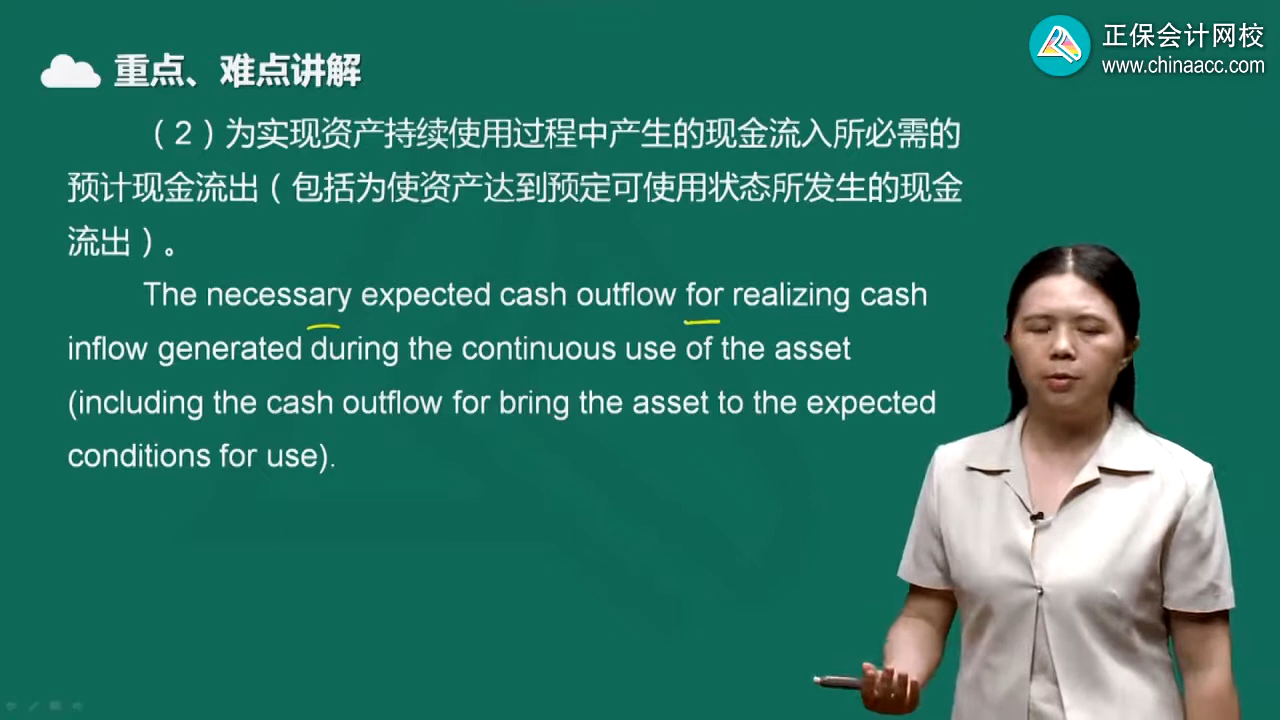 正保会计网校
www.chinaacc.com
重点、难点讲解
（2）为实现资产持续使用过程中产生的现金流入所必需的
预计现金流出（包括为使资产达到预定可使用状态所发生的现金
流出）。
The necessary expected cash outflow for realizing cash
inflow generated during the continuous use of the asset
(including the cash outflow for bring the asset to the expected
conditions for use).